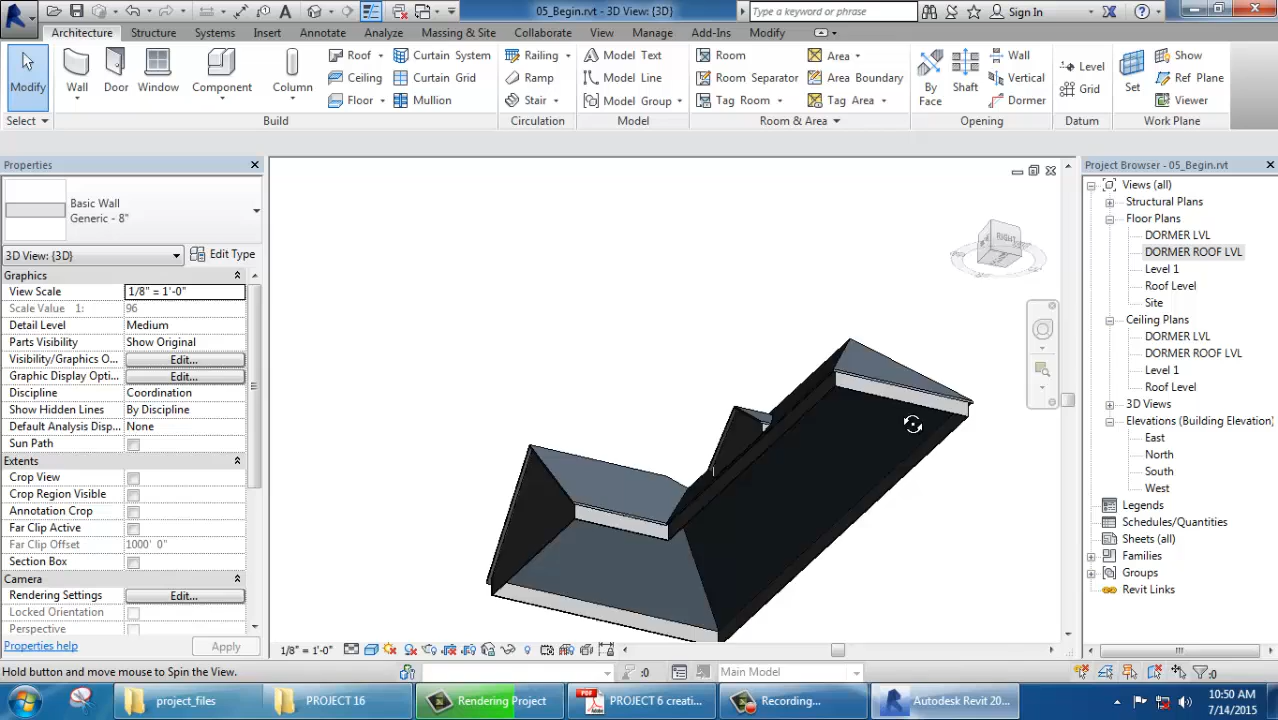 05_Begin.rvt - 3D View: {3D}
Type a keyword or phrase
Sign In
Architecture Structure Systems Insert Annotate Analyze Massing & Site Collaborate View Manage Add-Ins Modify
Modify
Select
Wall
Door
Window
Component
Column
Roof
Ceiling
Floor
Curtain System
Curtain Grid
Mullion
Build
Railing
Ramp
Stair
Circulation
Model Text
Model Line
Model Group
Model
Room
Room Separator
Tag Room
Area
Area Boundary
Tag Area
Room & Area
By Face
Shaft
Wall
Vertical
Dormer
Opening
Level
Grid
Datum
Set
Show
Ref Plane
Viewer
Work Plane
Properties
Basic Wall
Generic - 8"
3D View: {3D}
Edit Type
Graphics
View Scale 1/8" = 1'-0"
Scale Value 1: 96
Detail Level Medium
Parts Visibility Show Original
Visibility/Graphics O... Edit...
Graphic Display Opti... Edit...
Discipline Coordination
Show Hidden Lines By Discipline
Default Analysis Disp... None
Sun Path
Extents
Crop View
Crop Region Visible
Annotation Crop
Far Clip Active
Far Clip Offset 1000' 0"
Section Box
Camera
Rendering Settings Edit...
Locked Orientation
Perspective
Properties help
Apply
RIGHT
Project Browser - 05_Begin.rvt
Views (all)
Structural Plans
Floor Plans
DORMER LVL
DORMER ROOF LVL
Level 1
Roof Level
Site
Ceiling Plans
DORMER LVL
DORMER ROOF LVL
Level 1
Roof Level
3D Views
Elevations (Building Elevation)
East
North
South
West
Legends
Schedules/Quantities
Sheets (all)
Families
Groups
Revit Links
1/8" = 1'-0"
Hold button and move mouse to Spin the View.
:0
Main Model
:0
project_files
PROJECT 16
Rendering Project
PROJECT 6 creati...
Recording...
Autodesk Revit 20...
10:50 AM
7/14/2015